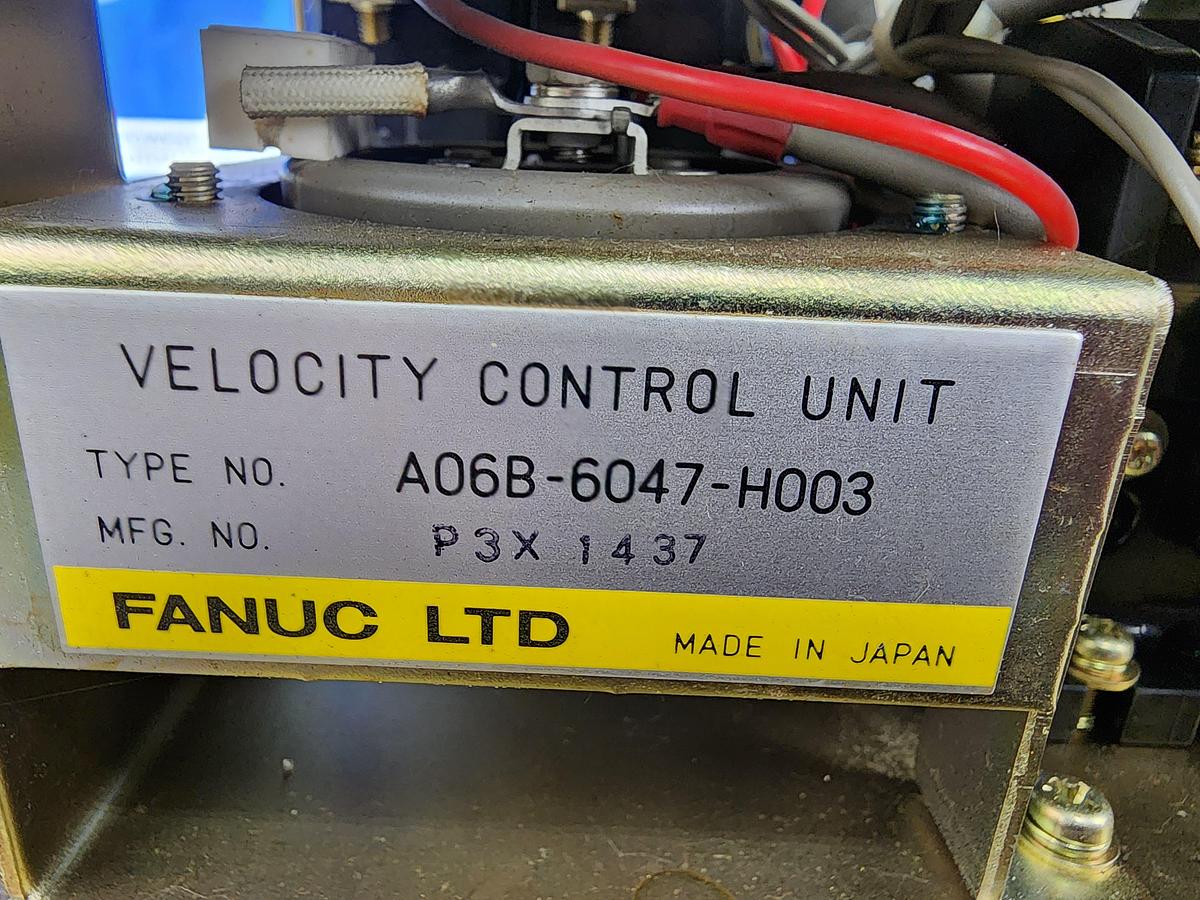 VELOCITY CONTROL UNIT
TYPE NO. A06B-6047-H003
MFG. NO. P3X 1437
FANUC LTD MADE IN JAPAN